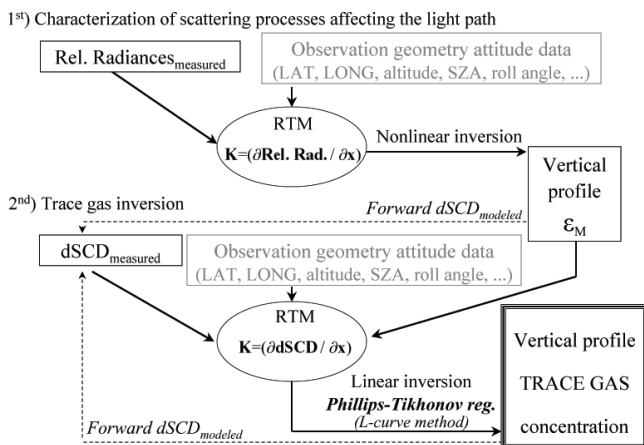 1st) Characterization of scattering processes affecting the light path
Rel. Radiancesmeasured
Observation geometry attitude data
(LAT, LONG, altitude, SZA, roll angle, ...)
RTM
K=(∂Rel. Rad./ ∂x)
Nonlinear inversion
Vertical
profile
εM
2nd) Trace gas inversion
Forward dSCDmodeled
dSCDmeasured
Observation geometry attitude data
(LAT, LONG, altitude, SZA, roll angle, ...)
RTM
K=(∂dSCD/ ∂x)
Linear inversion
Phillips-Tikhonov reg.
(L-curve method)
Vertical profile
TRACE GAS
concentration
Forward dSCDmodeled